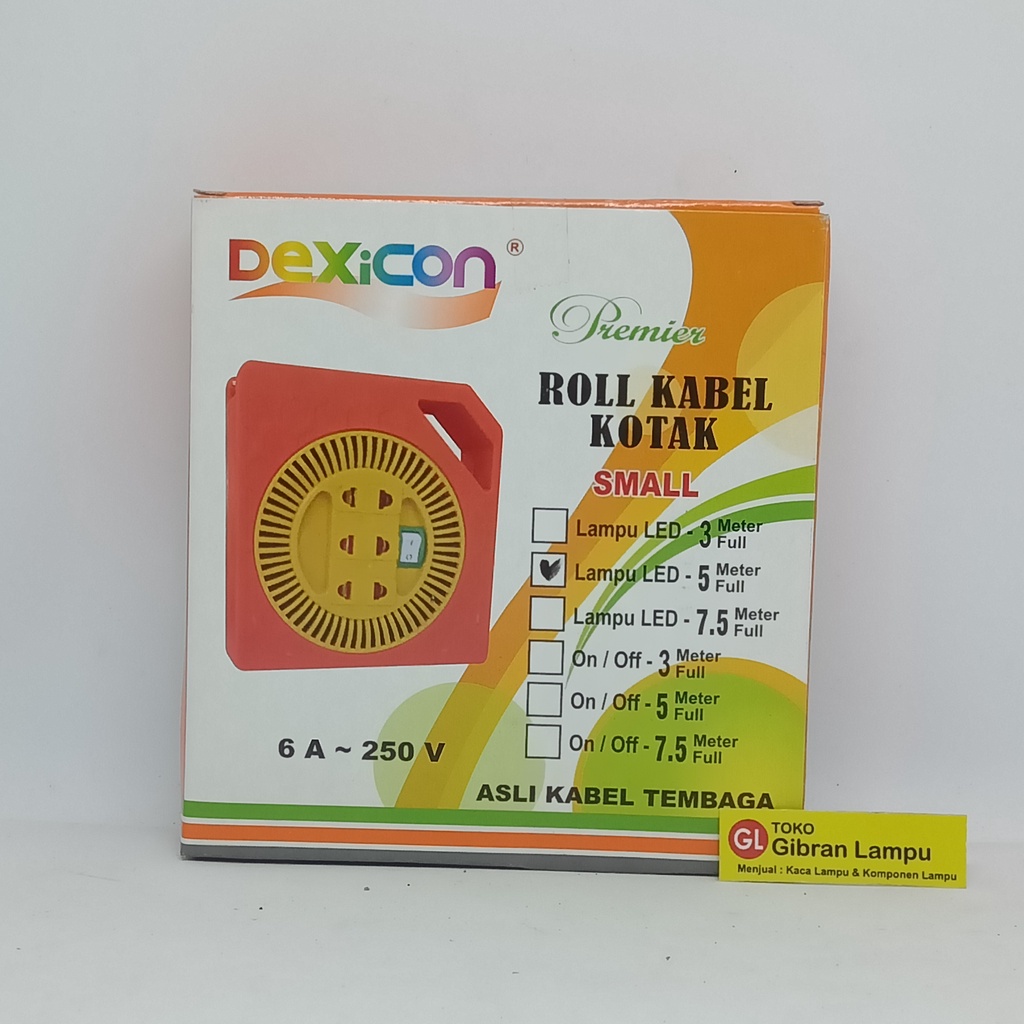 DEXiCON ®
Premier
ROLL KABEL
KOTAK
SMALL
Lampu LED - 3 Meter Full
Lampu LED - 5 Meter Full
Lampu LED - 7.5 Meter Full
On / Off - 3 Meter Full
On / Off - 5 Meter Full
On / Off - 7.5 Meter Full
6 A ~ 250 V
ASLI KABEL TEMBAGA
GL TOKO
Gibran Lampu
Menjual : Kaca Lampu & Komponen Lampu